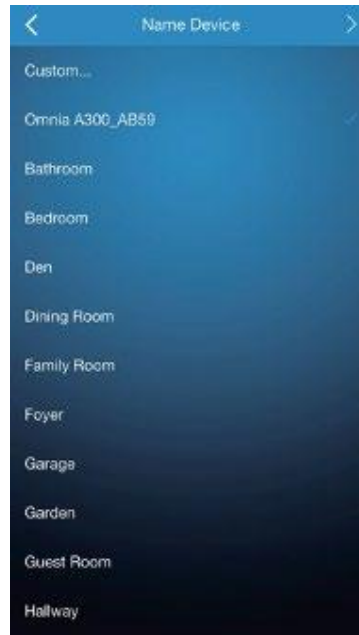 Name Device
Custom...
Omnia A300_AB59
Bathroom
Bedroom
Den
Dining Room
Family Room
Foyer
Garage
Garden
Guest Room
Hallway